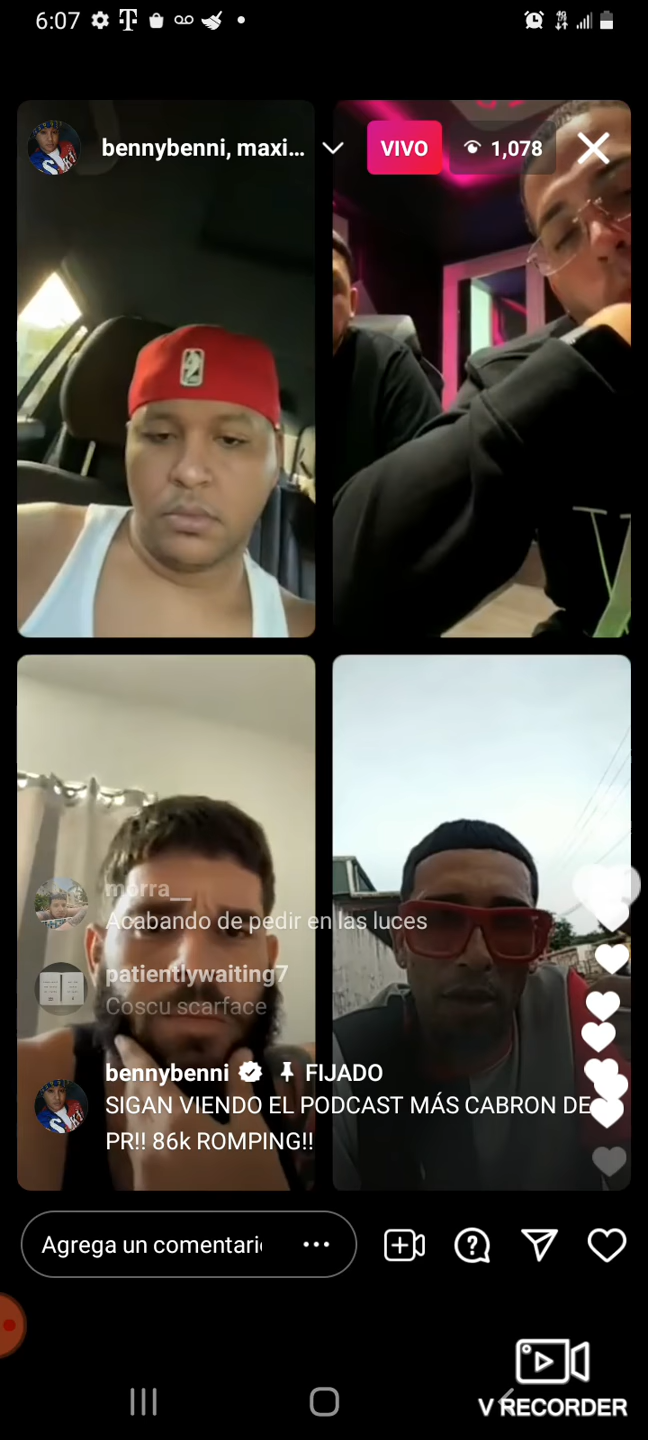 6:07
bennybenni, maxi...
VIVO
1,078
morra__
Acabando de pedir en las luces
patientlywaiting7
Coscu scarface
bennybenni FIJADO
SIGAN VIENDO EL PODCAST MÁS CABRON DE
PR!! 86k ROMPING!!
Agrega un comentari
V RECORDER